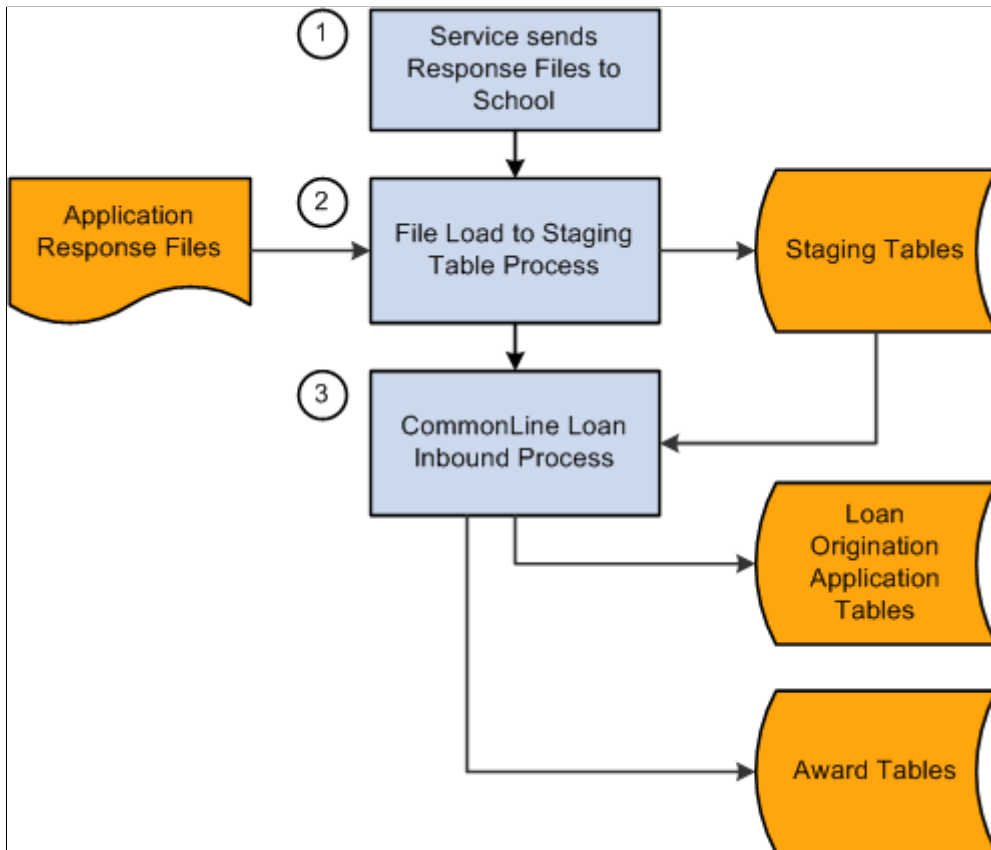 1
Service sends
Response Files to
School
Application
Response Files
2
File Load to Staging
Table Process
Staging Tables
3
CommonLine Loan
Inbound Process
Loan
Origination
Application
Tables
Award Tables